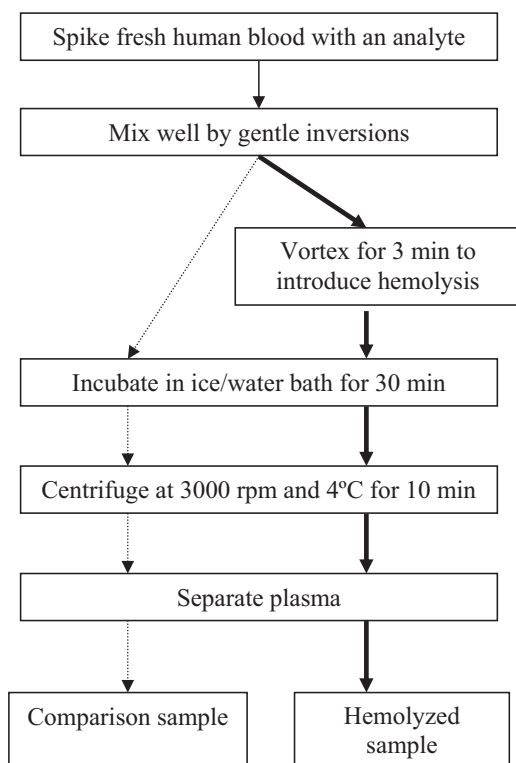 Spike fresh human blood with an analyte
Mix well by gentle inversions
Vortex for 3 min to
introduce hemolysis
Incubate in ice/water bath for 30 min
Centrifuge at 3000 rpm and 4ºC for 10 min
Separate plasma
Comparison sample
Hemolyzed
sample